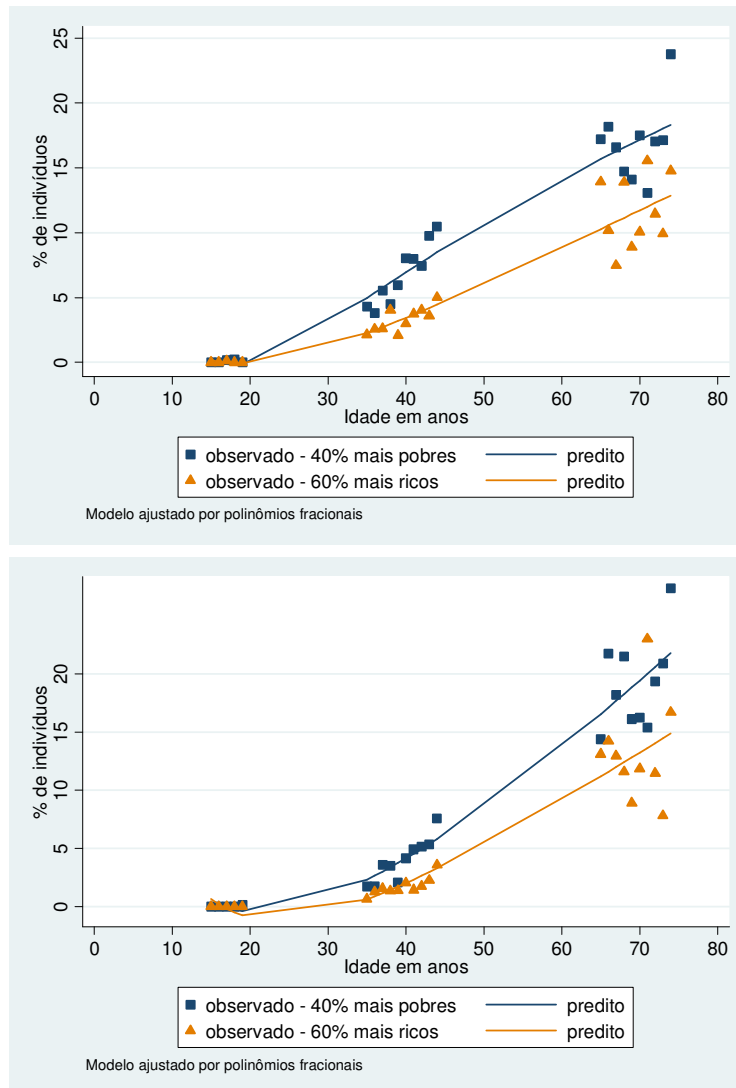 25
20
15
10
5
0
% de indivíduos
0 10 20 30 40 50 60 70 80
Idade em anos
observado - 40% mais pobres predito
observado - 60% mais ricos predito
Modelo ajustado por polinômios fracionais
20
15
10
5
0
% de indivíduos
0 10 20 30 40 50 60 70 80
Idade em anos
observado - 40% mais pobres predito
observado - 60% mais ricos predito
Modelo ajustado por polinômios fracionais